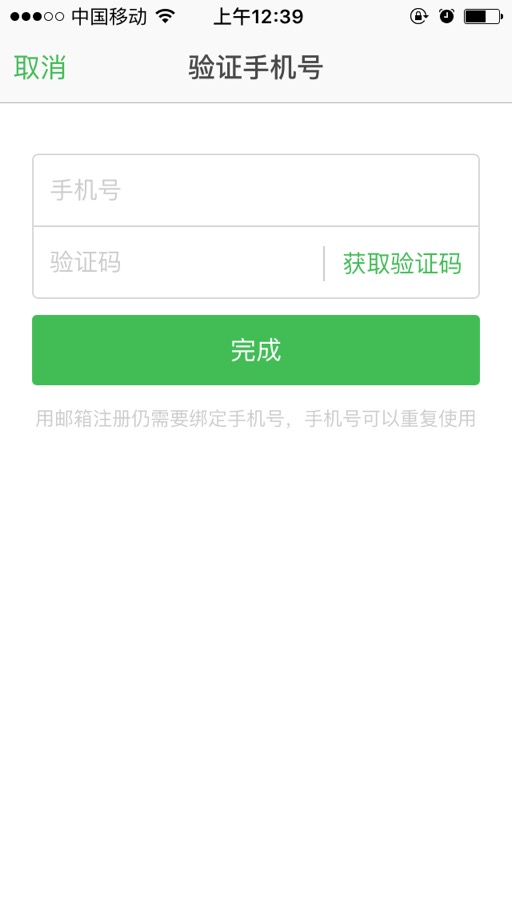 中国移动 上午12:39
取消 验证手机号
手机号
验证码 获取验证码
完成
用邮箱注册仍需要绑定手机号，手机号可以重复使用